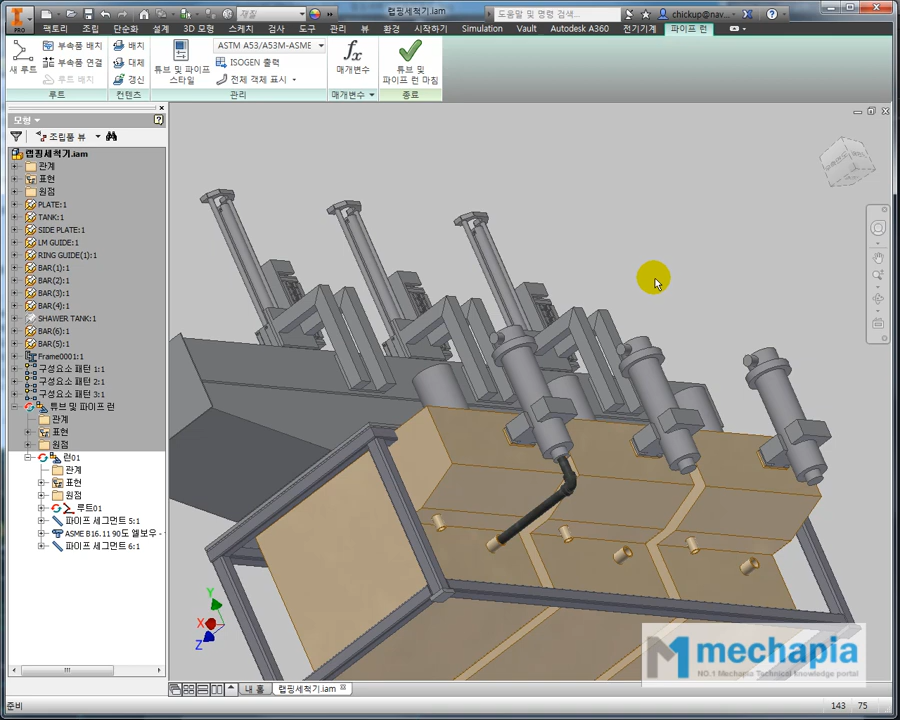 랩핑세척기.iam
도움말 및 명령 검색...
chickup@nav...
재질
PRO
팩토리 조립 단순화 설계 3D 모형 스케치 검사 도구 관리 뷰 환경 시작하기 Simulation Vault Autodesk A360 전기기계 파이프 런
새 루트
부속품 배치
부속품 연결
루트 배치
루트
배치
대체
갱신
컨텐츠
튜브 및 파이프
스타일
ASTM A53/A53M-ASME
ISOGEN 출력
전체 객체 표시
관리
매개변수
매개변수
튜브 및
파이프 런 마침
종료
모형
조립품 뷰
랩핑세척기.iam
관계
표현
원점
PLATE:1
TANK:1
SIDE PLATE:1
LM GUIDE:1
RING GUIDE(1):1
BAR(1):1
BAR(2):1
BAR(3):1
BAR(4):1
SHAWER TANK:1
BAR(6):1
BAR(5):1
Frame0001:1
구성요소 패턴 1:1
구성요소 패턴 2:1
구성요소 패턴 3:1
튜브 및 파이프 런
관계
표현
원점
런01
관계
표현
원점
루트01
파이프 세그먼트 5:1
ASME B16.11 90도 엘보우 -
파이프 세그먼트 6:1
Y
X
Z
mechapia
NO.1 Mechapia Technical knowledge portal
내 홈
랩핑세척기.iam
준비
143 75